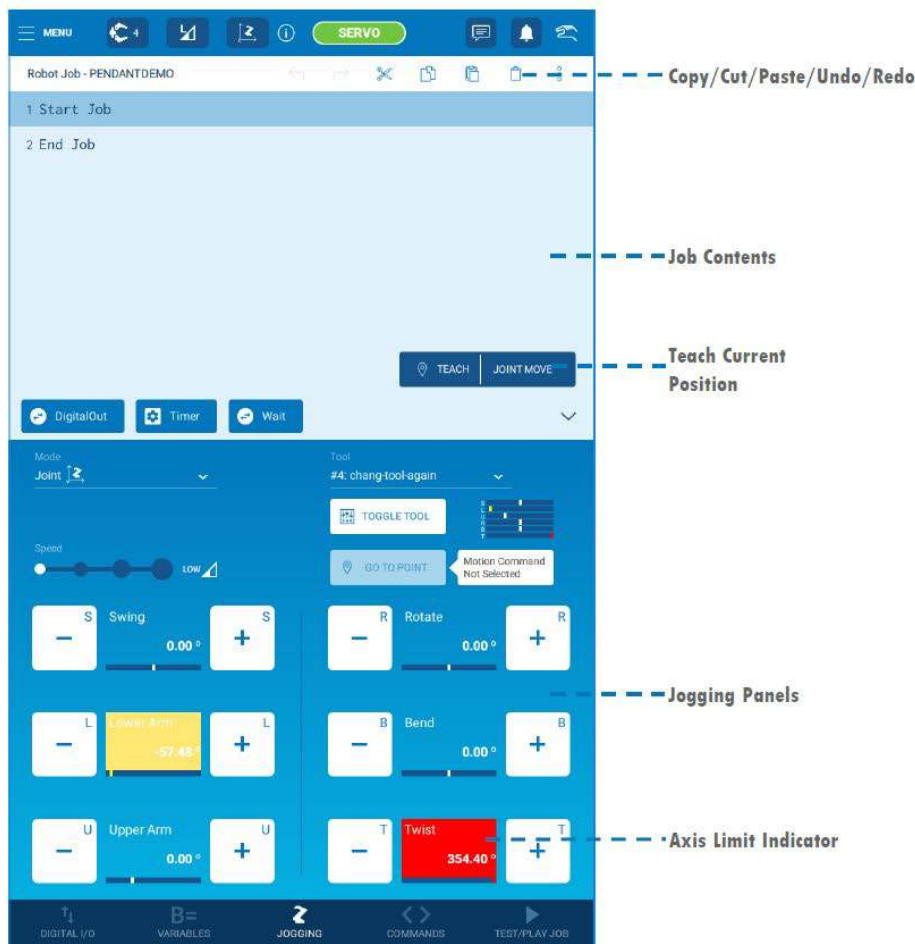 MENU
4
SERVO
Robot Job - PENDANTDEMO
Copy/Cut/Paste/Undo/Redo
1 Start Job
2 End Job
Job Contents
TEACH
JOINT MOVE
Teach Current
Position
DigitalOut
Timer
Wait
Mode
Joint
Tool
#4: chang-tool-again
TOGGLE TOOL
S
L
U
R
B
T
Speed
LOW
GO TO POINT
Motion Command
Not Selected
S
Swing
0.00 °
S
R
Rotate
0.00 °
R
Jogging Panels
L
Lower Arm
-57.48 °
L
B
Bend
0.00 °
B
U
Upper Arm
0.00 °
U
T
Twist
354.40 °
T
Axis Limit Indicator
DIGITAL I/O
B=
VARIABLES
JOGGING
COMMANDS
TEST/PLAY JOB